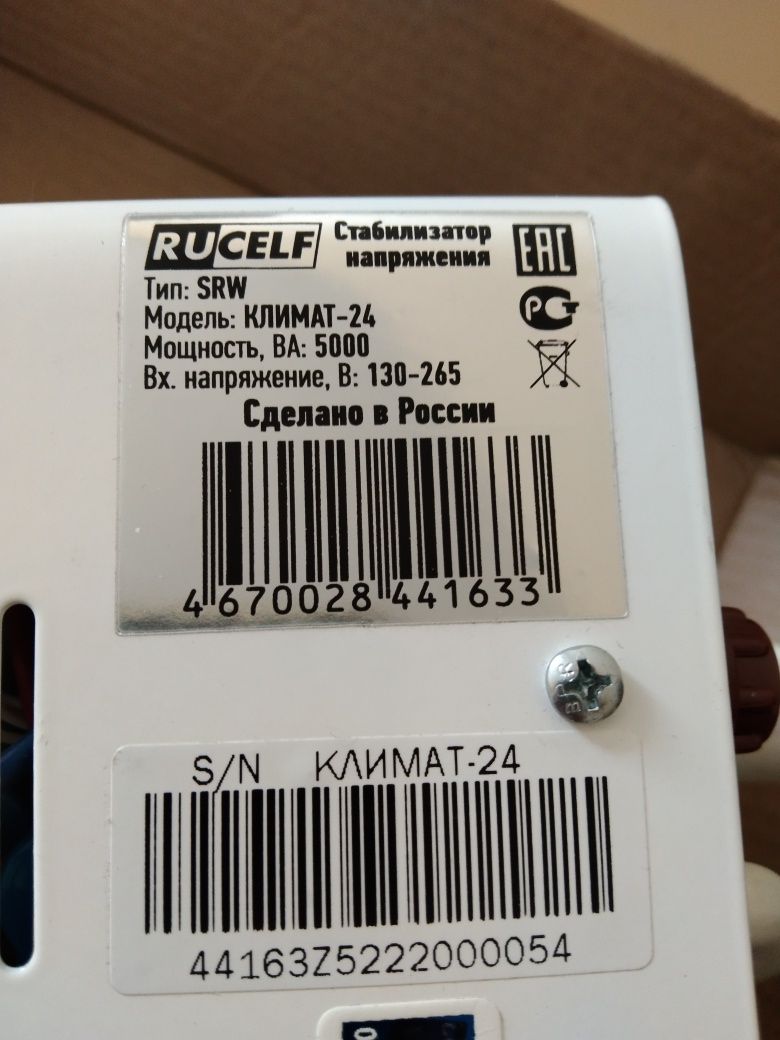 RUCELF
Стабилизатор
напряжения
EAC
Тип: SRW
Модель: КЛИМАТ-24
Мощность, ВА: 5000
Вх. напряжение, В: 130-265
Сделано в России
4 670028 441633
S/N КЛИМАТ-24
44163Z5222000054